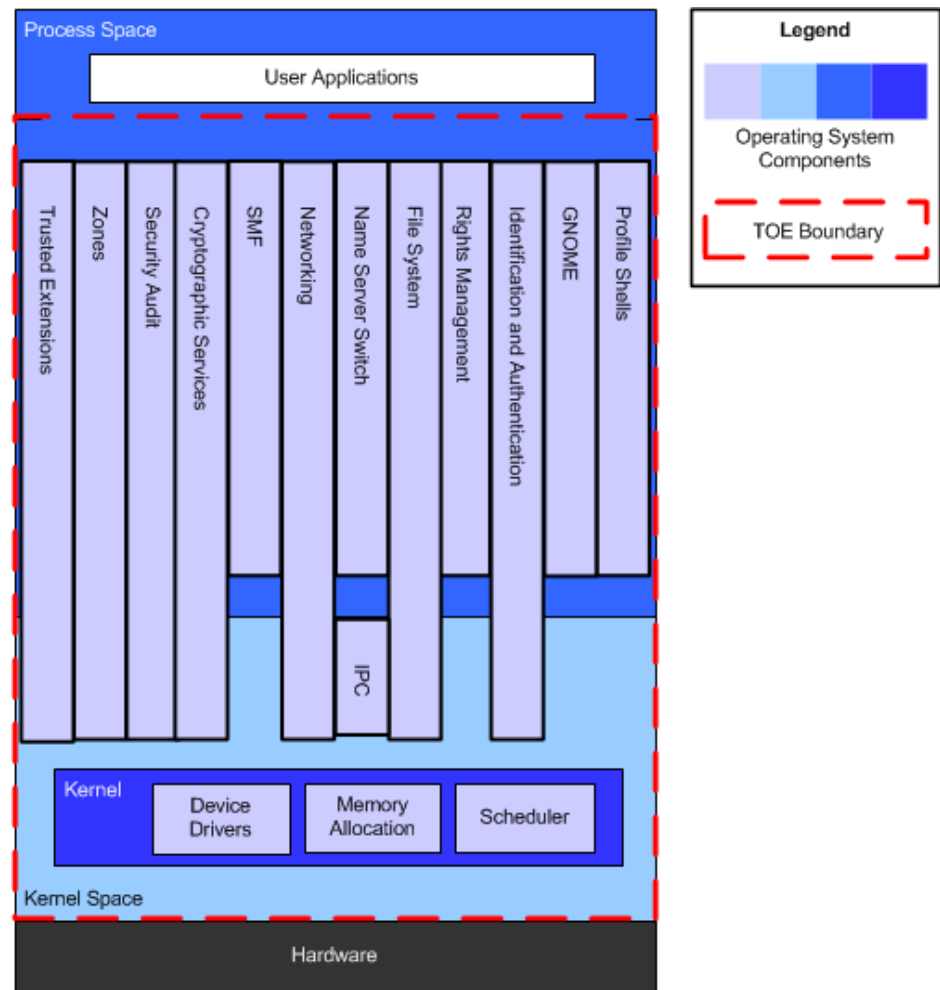 Process Space
User Applications
Trusted Extensions
Zones
Security Audit
Cryptographic Services
SMF
Networking
Name Server Switch
File System
Rights Management
Identification and Authentication
GNOME
Profile Shells
IPC
Kernel
Device
Drivers
Memory
Allocation
Scheduler
Kernel Space
Hardware
Legend
Operating System
Components
TOE Boundary